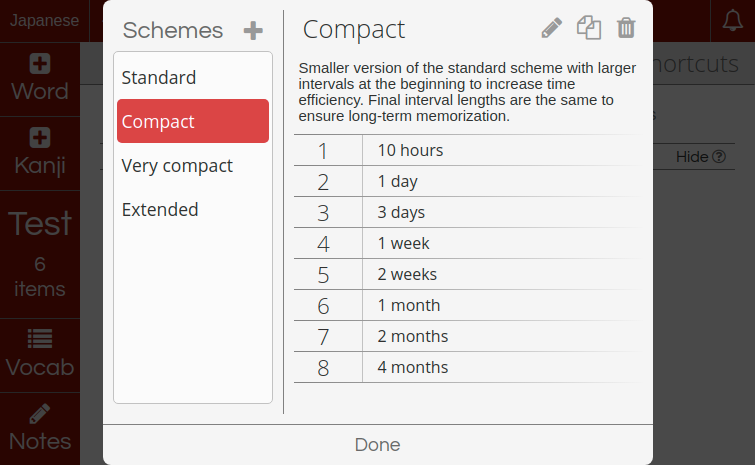 Japanese
Word
Kanji
Test
6
items
Vocab
Notes
Schemes
Standard
Compact
Very compact
Extended
Compact
Smaller version of the standard scheme with larger
intervals at the beginning to increase time
efficiency. Final interval lengths are the same to
ensure long-term memorization.
1 10 hours
2 1 day
3 3 days
4 1 week
5 2 weeks
6 1 month
7 2 months
8 4 months
Done
ortcuts
s
Hide